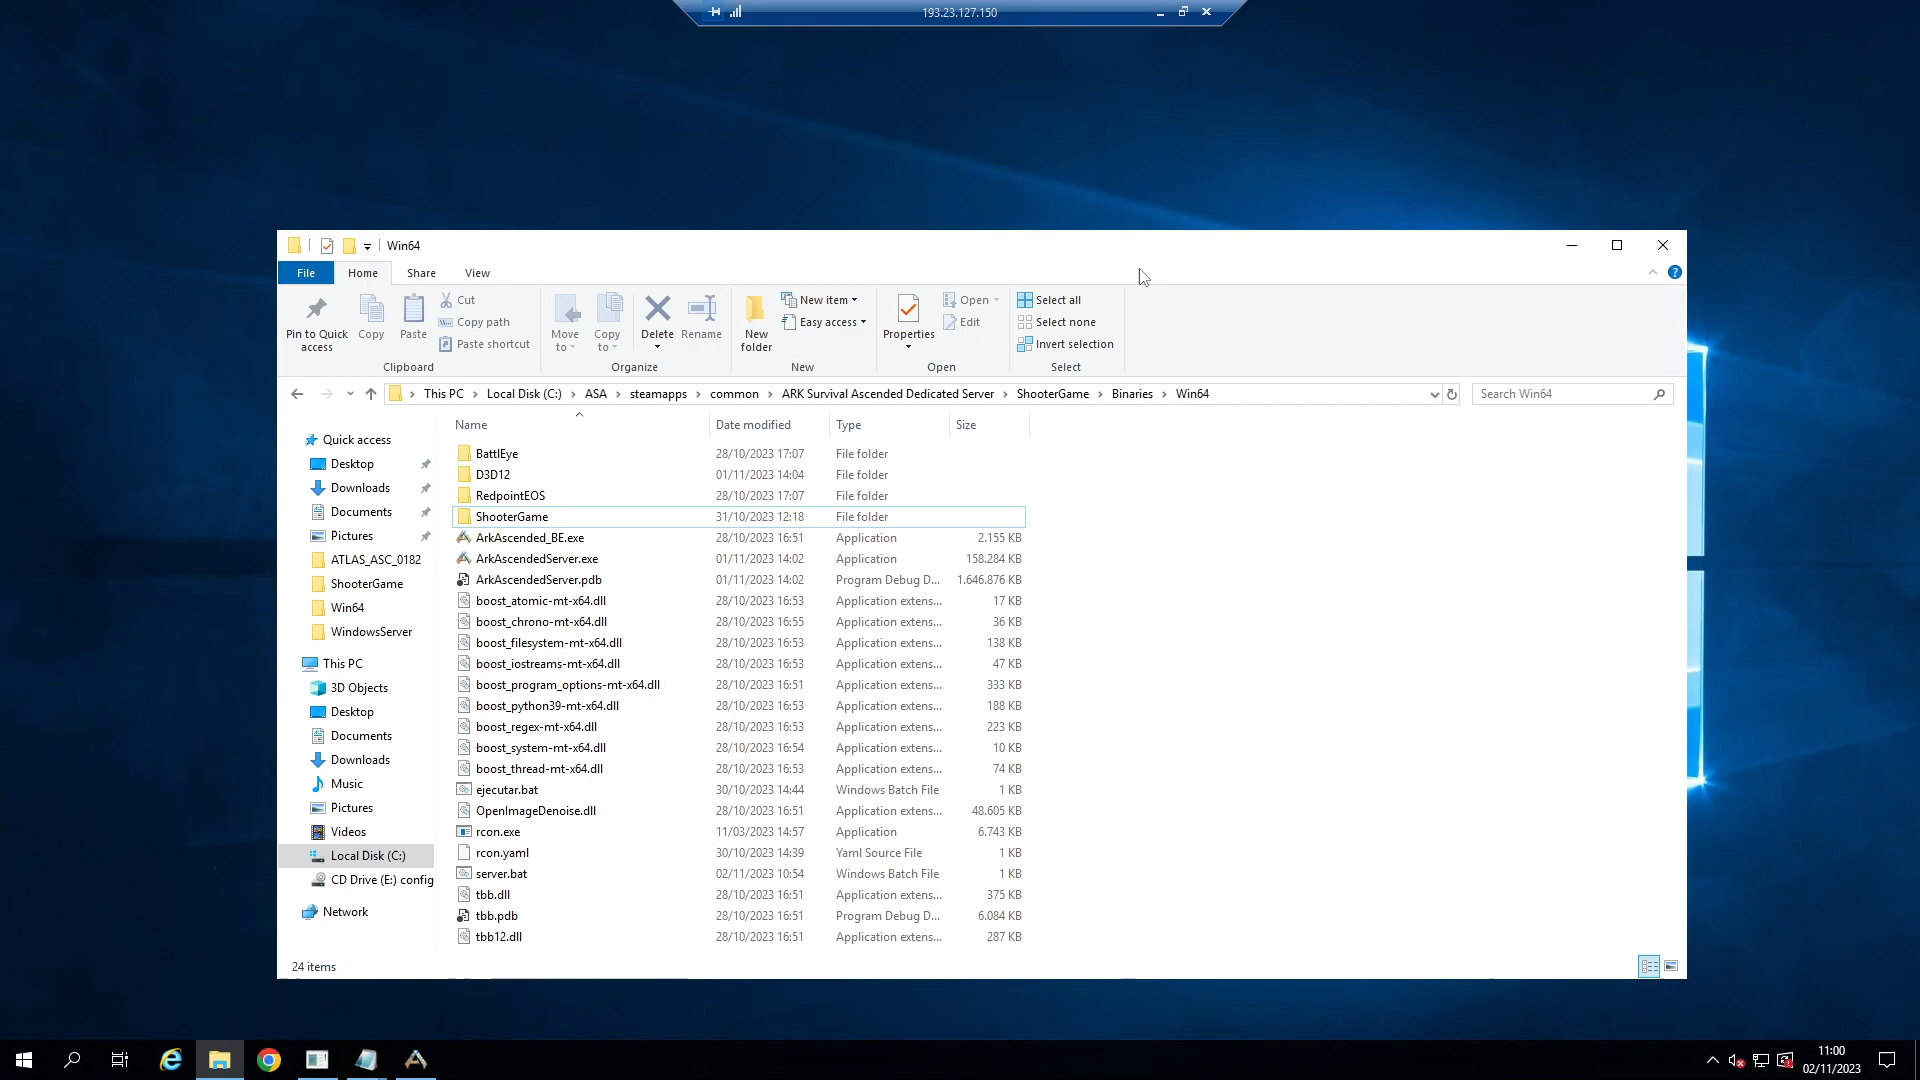 193.23.127.150
Win64
File Home Share View
Pin to Quick access
Copy
Paste
Cut
Copy path
Paste shortcut
Clipboard
Move to
Copy to
Delete
Rename
Organize
New folder
New item
Easy access
New
Properties
Open
Edit
Open
Select all
Select none
Invert selection
Select
This PC > Local Disk (C:) > ASA > steamapps > common > ARK Survival Ascended Dedicated Server > ShooterGame > Binaries > Win64
Search Win64
Quick access
Desktop
Downloads
Documents
Pictures
ATLAS_ASC_0182
ShooterGame
Win64
WindowsServer
This PC
3D Objects
Desktop
Documents
Downloads
Music
Pictures
Videos
Local Disk (C:)
CD Drive (E:) config
Network
Name Date modified Type Size
BattlEye 28/10/2023 17:07 File folder
D3D12 01/11/2023 14:04 File folder
RedpointEOS 28/10/2023 17:07 File folder
ShooterGame 31/10/2023 12:18 File folder
ArkAscended_BE.exe 28/10/2023 16:51 Application 2.155 KB
ArkAscendedServer.exe 01/11/2023 14:02 Application 158.284 KB
ArkAscendedServer.pdb 01/11/2023 14:02 Program Debug D... 1.646.876 KB
boost_atomic-mt-x64.dll 28/10/2023 16:53 Application extens... 17 KB
boost_chrono-mt-x64.dll 28/10/2023 16:55 Application extens... 36 KB
boost_filesystem-mt-x64.dll 28/10/2023 16:53 Application extens... 138 KB
boost_iostreams-mt-x64.dll 28/10/2023 16:53 Application extens... 47 KB
boost_program_options-mt-x64.dll 28/10/2023 16:51 Application extens... 333 KB
boost_python39-mt-x64.dll 28/10/2023 16:53 Application extens... 188 KB
boost_regex-mt-x64.dll 28/10/2023 16:53 Application extens... 223 KB
boost_system-mt-x64.dll 28/10/2023 16:54 Application extens... 10 KB
boost_thread-mt-x64.dll 28/10/2023 16:53 Application extens... 74 KB
ejecutar.bat 30/10/2023 14:44 Windows Batch File 1 KB
OpenImageDenoise.dll 28/10/2023 16:51 Application extens... 48.605 KB
rcon.exe 11/03/2023 14:57 Application 6.743 KB
rcon.yaml 30/10/2023 14:39 Yaml Source File 1 KB
server.bat 02/11/2023 10:54 Windows Batch File 1 KB
tbb.dll 28/10/2023 16:51 Application extens... 375 KB
tbb.pdb 28/10/2023 16:51 Program Debug D... 6.084 KB
tbb12.dll 28/10/2023 16:51 Application extens... 287 KB
24 items
11:00
02/11/2023